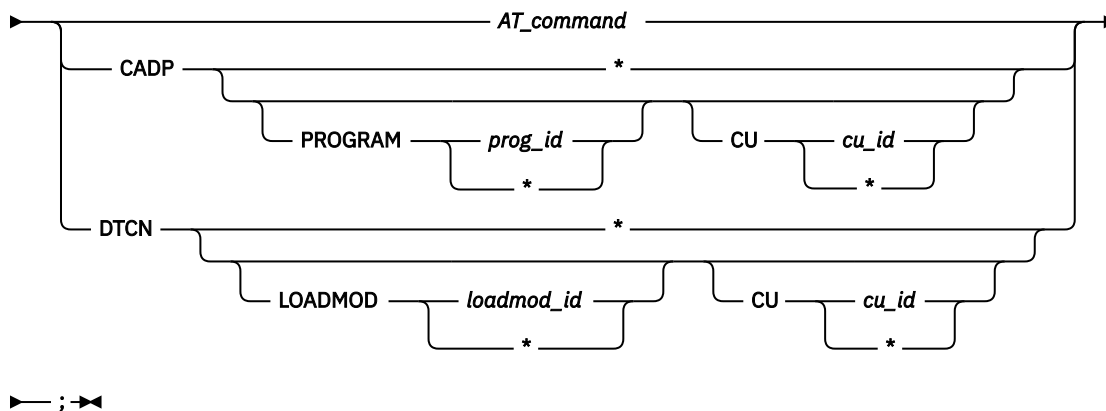 AT_command
CADP *
PROGRAM prog_id CU cu_id
* *
DTCN *
LOADMOD loadmod_id CU cu_id
* *
;